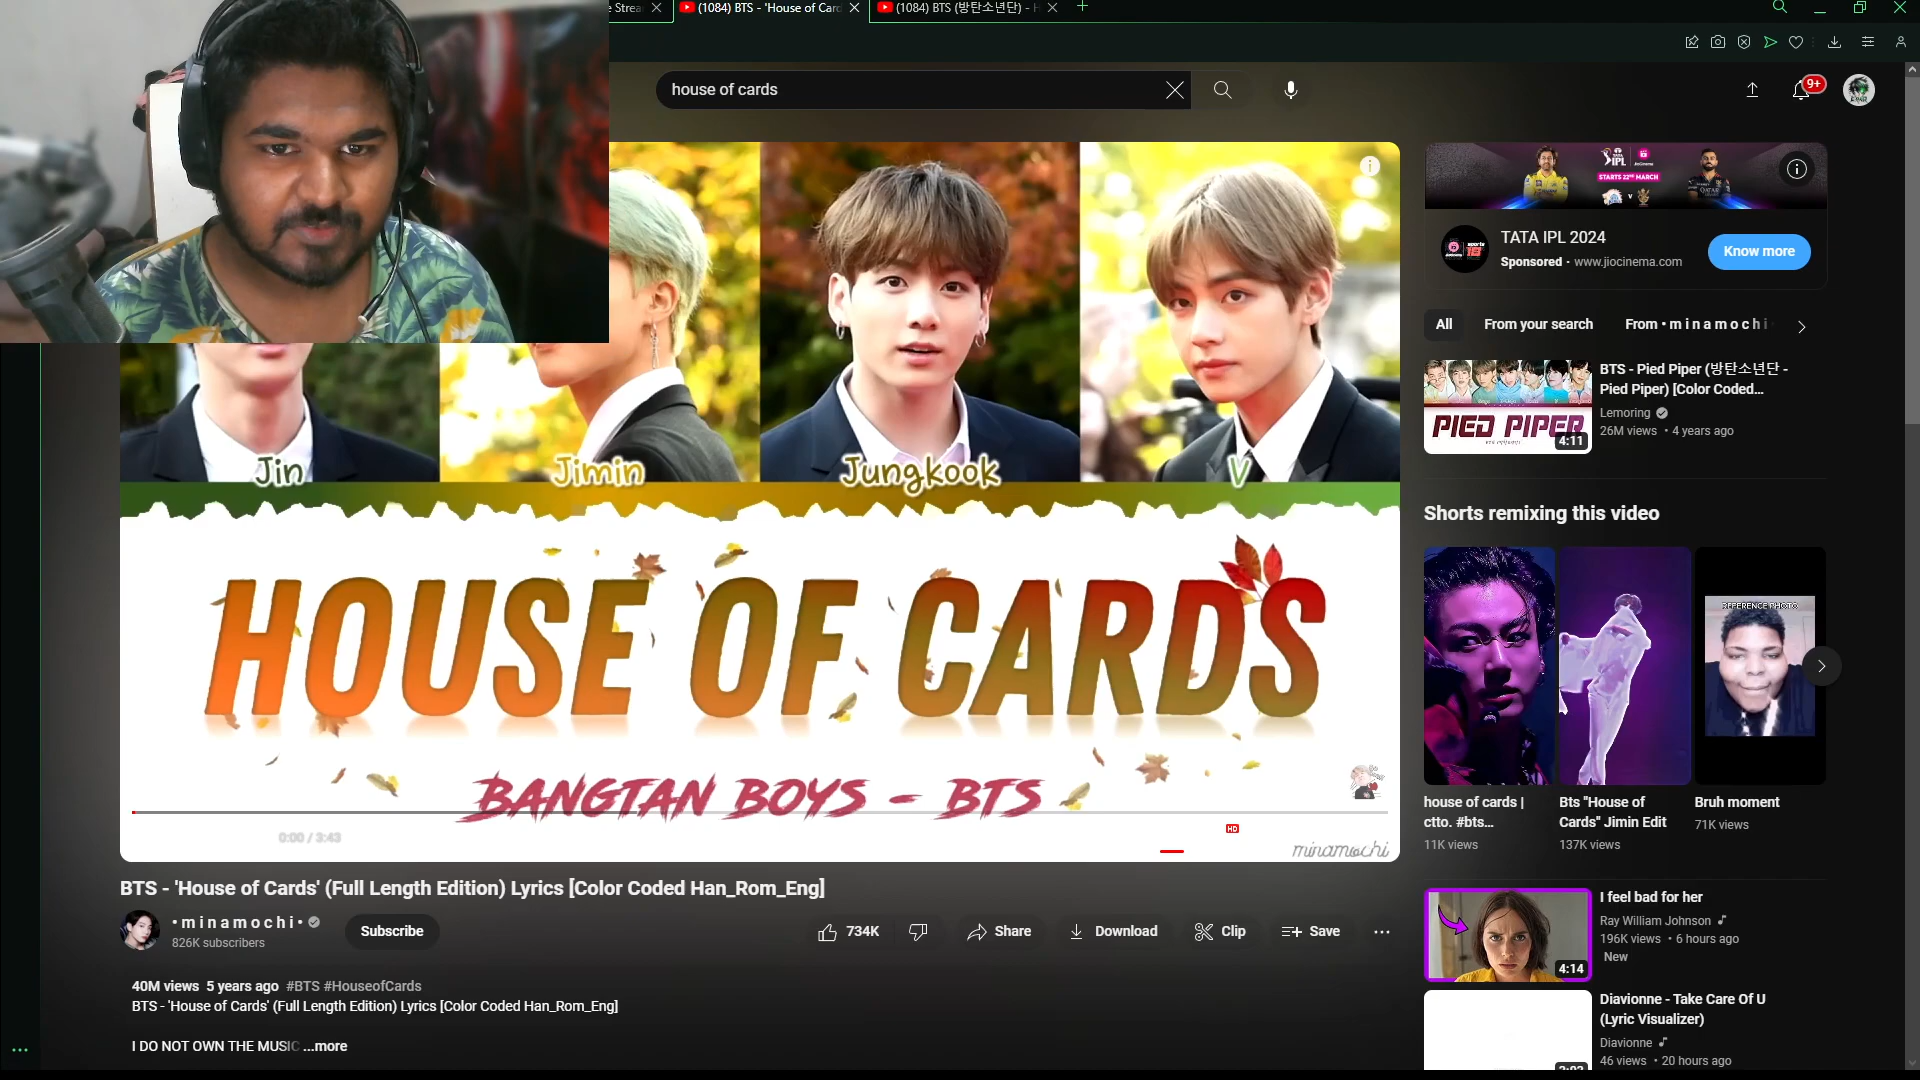 e Strea
(1084) BTS - 'House of Card
(1084) BTS (방탄소년단) - H
house of cards
9+
Jin
Jimin
Jungkook
V
HOUSE OF CARDS
BANGTAN BOYS - BTS
0:00 / 3:43
HD
minamochi
BTS - 'House of Cards' (Full Length Edition) Lyrics [Color Coded Han_Rom_Eng]
• m i n a m o c h i •
826K subscribers
Subscribe
734K
Share
Download
Clip
Save
40M views 5 years ago #BTS #HouseofCards
BTS - 'House of Cards' (Full Length Edition) Lyrics [Color Coded Han_Rom_Eng]
I DO NOT OWN THE MUSIC ...more
IPL
STARTS 22ND MARCH
V
TATA IPL 2024
Sponsored · www.jiocinema.com
Know more
All
From your search
From • m i n a m o c h i
PIED PIPER
4:11
BTS - Pied Piper (방탄소년단 -
Pied Piper) [Color Coded...
Lemoring
26M views • 4 years ago
Shorts remixing this video
REFERENCE PHOTO
house of cards |
ctto. #bts...
11K views
Bts "House of
Cards" Jimin Edit
137K views
Bruh moment
71K views
4:14
I feel bad for her
Ray William Johnson
196K views • 6 hours ago
New
Diavionne - Take Care Of U
(Lyric Visualizer)
Diavionne
46 views • 20 hours ago